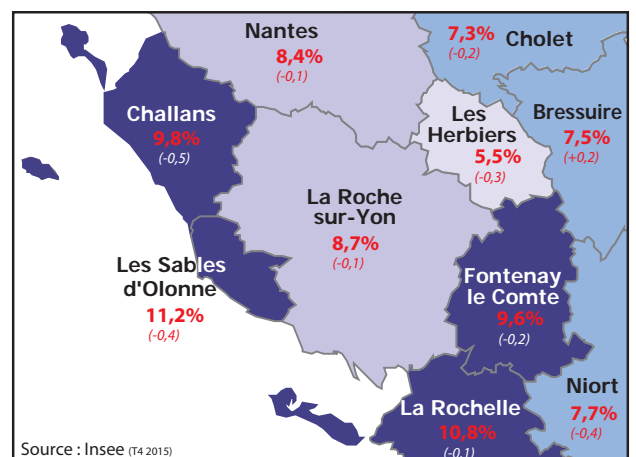 Nantes
8,4%
(-0,1)
7,3%
(-0,2)
Cholet
Challans
9,8%
(-0,5)
Les
Herbiers
5,5%
(-0,3)
Bressuire
7,5%
(+0,2)
La Roche
sur-Yon
8,7%
(-0,1)
Les Sables
d'Olonne
11,2%
(-0,4)
Fontenay
le Comte
9,6%
(-0,2)
La Rochelle
10,8%
(-0,1)
Niort
7,7%
(-0,4)
Source : Insee (T4 2015)